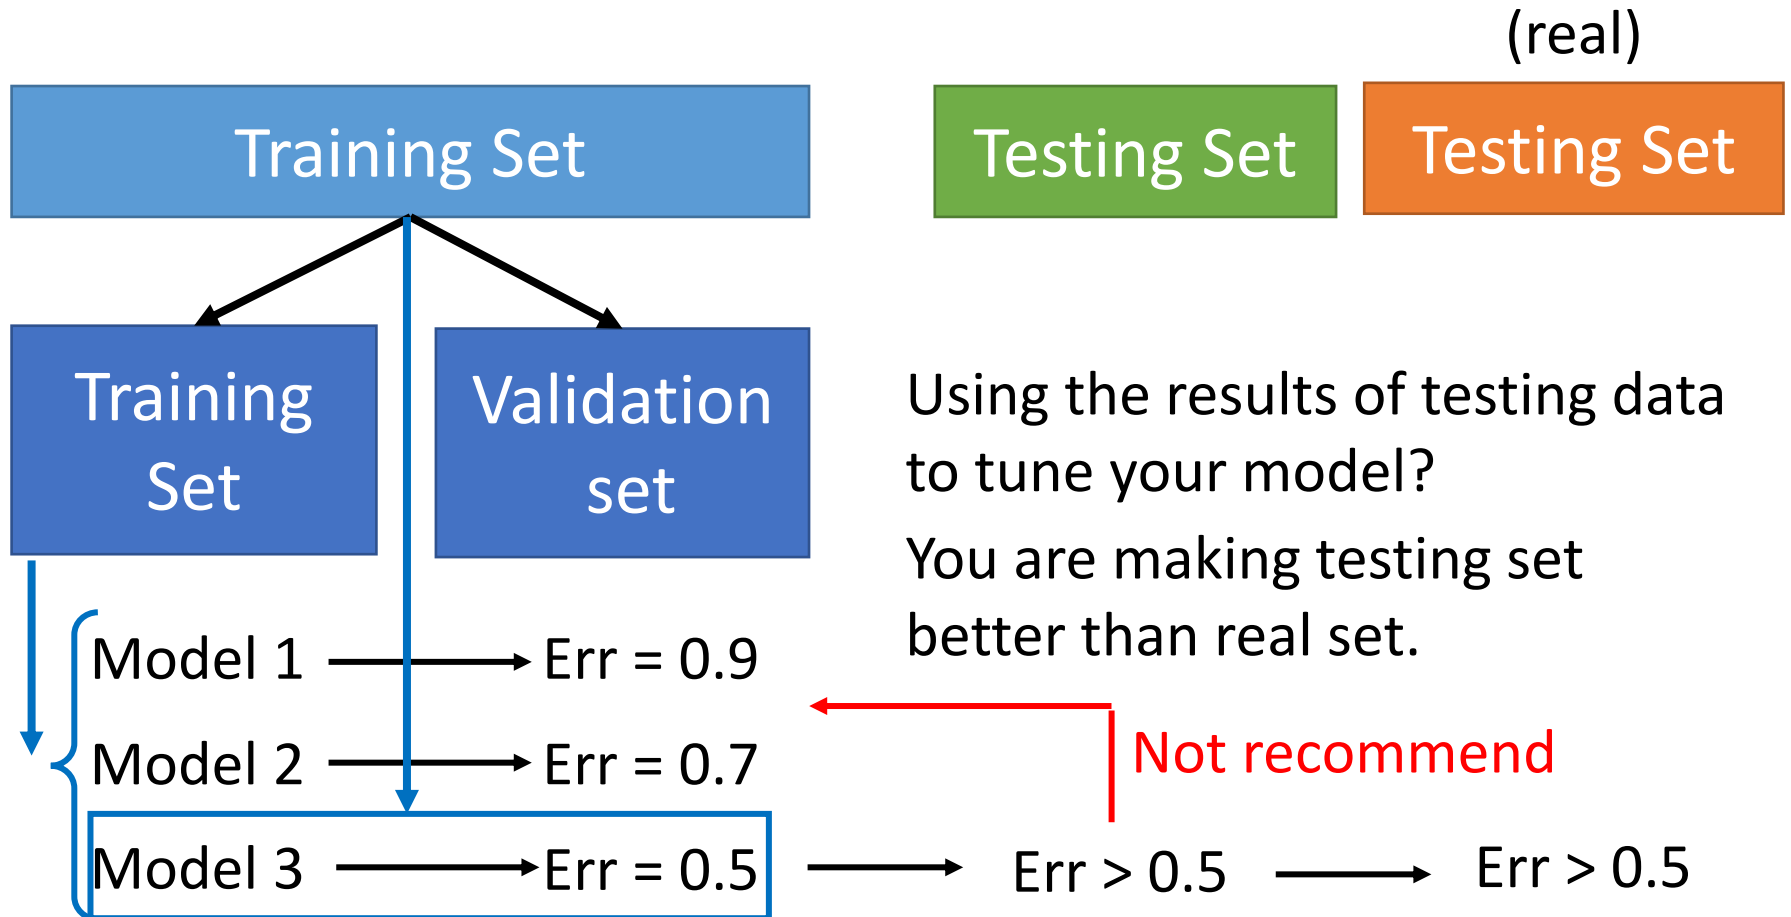 (real)
Training Set
Testing Set
Testing Set
Training
Set
Validation
set
Using the results of testing data
to tune your model?
You are making testing set
better than real set.
Model 1
Err = 0.9
Model 2
Err = 0.7
Not recommend
Model 3
Err = 0.5
Err > 0.5
Err > 0.5